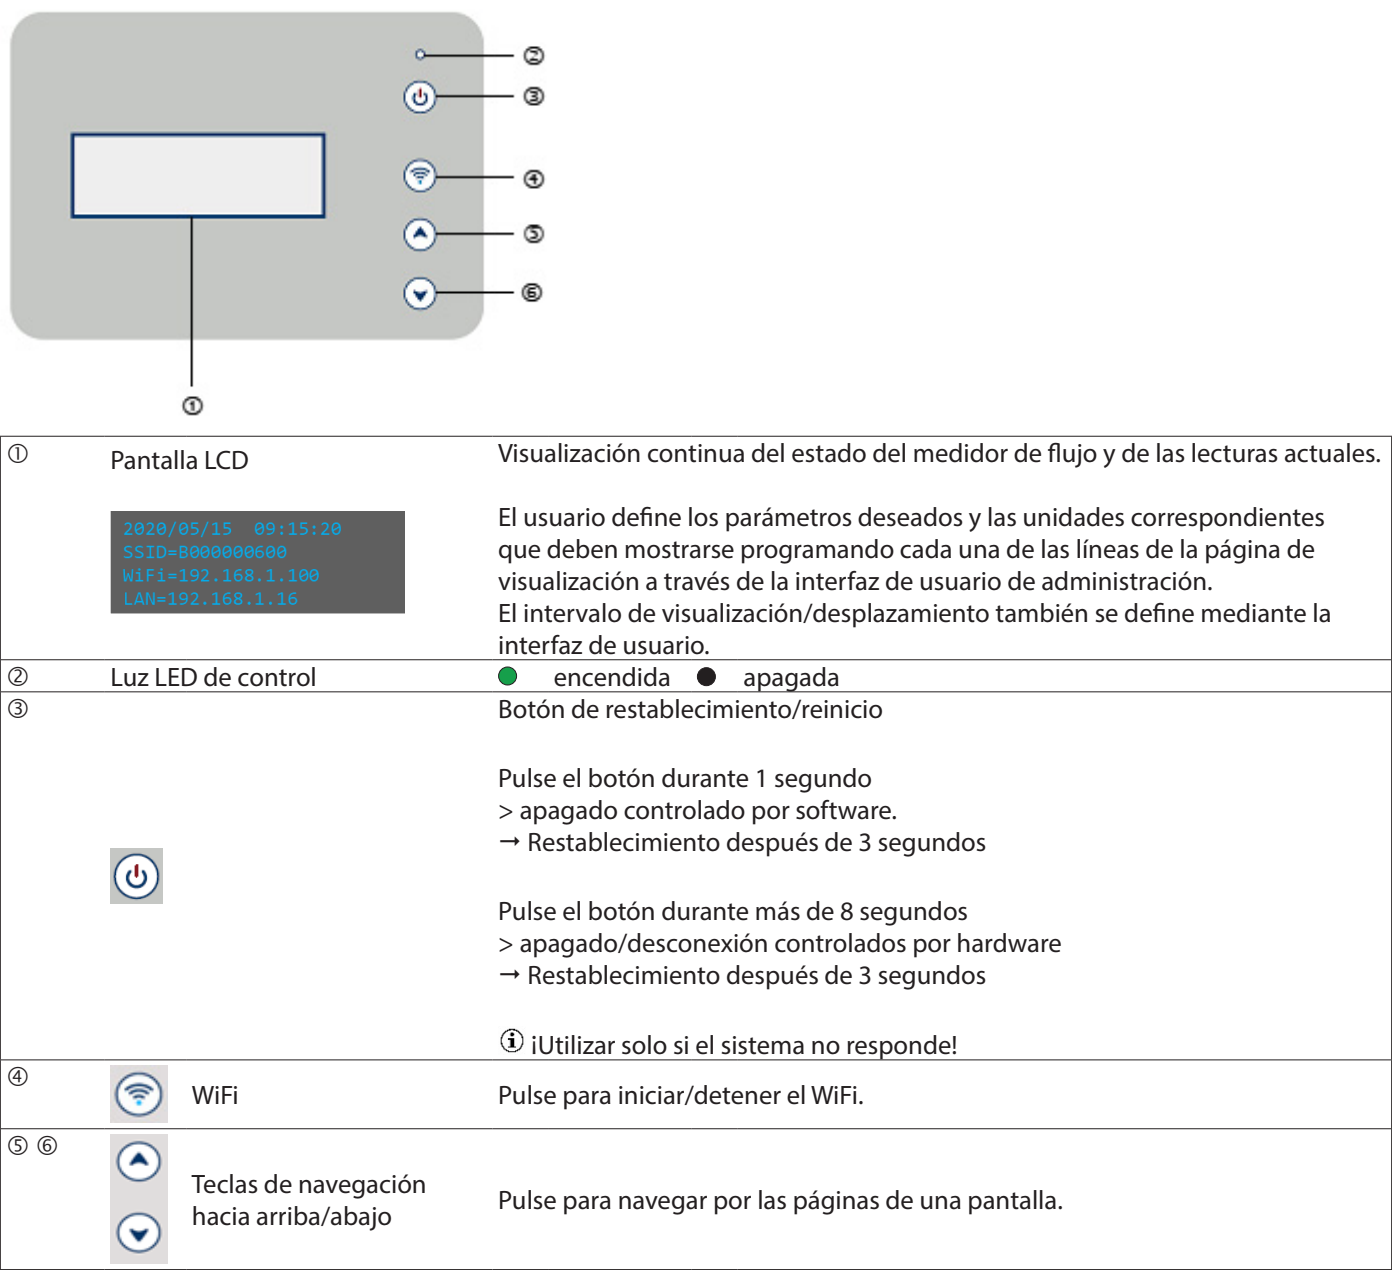 ②
③
④
⑤
⑥
①
① Pantalla LCD Visualización continua del estado del medidor de flujo y de las lecturas actuales.
2020/05/15 09:15:20
SSID=B000000600
WiFi=192.168.1.100
LAN=192.168.1.16
El usuario define los parámetros deseados y las unidades correspondientes
que deben mostrarse programando cada una de las líneas de la página de
visualización a través de la interfaz de usuario de administración.
El intervalo de visualización/desplazamiento también se define mediante la
interfaz de usuario.
② Luz LED de control encendida apagada
③ Botón de restablecimiento/reinicio
Pulse el botón durante 1 segundo
> apagado controlado por software.
→ Restablecimiento después de 3 segundos
Pulse el botón durante más de 8 segundos
> apagado/desconexión controlados por hardware
→ Restablecimiento después de 3 segundos
ⓘ ¡Utilizar solo si el sistema no responde!
④ WiFi Pulse para iniciar/detener el WiFi.
⑤ ⑥
Teclas de navegación
hacia arriba/abajo
Pulse para navegar por las páginas de una pantalla.